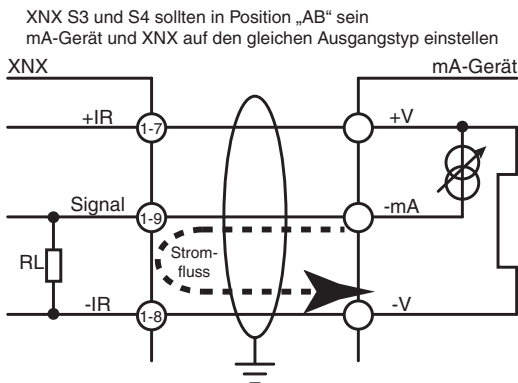 XNX S3 und S4 sollten in Position „AB“ sein
mA-Gerät und XNX auf den gleichen Ausgangstyp einstellen
XNX
mA-Gerät
+IR
1-7
+V
Signal
1-9
-mA
Strom-
fluss
RL
-IR
1-8
-V